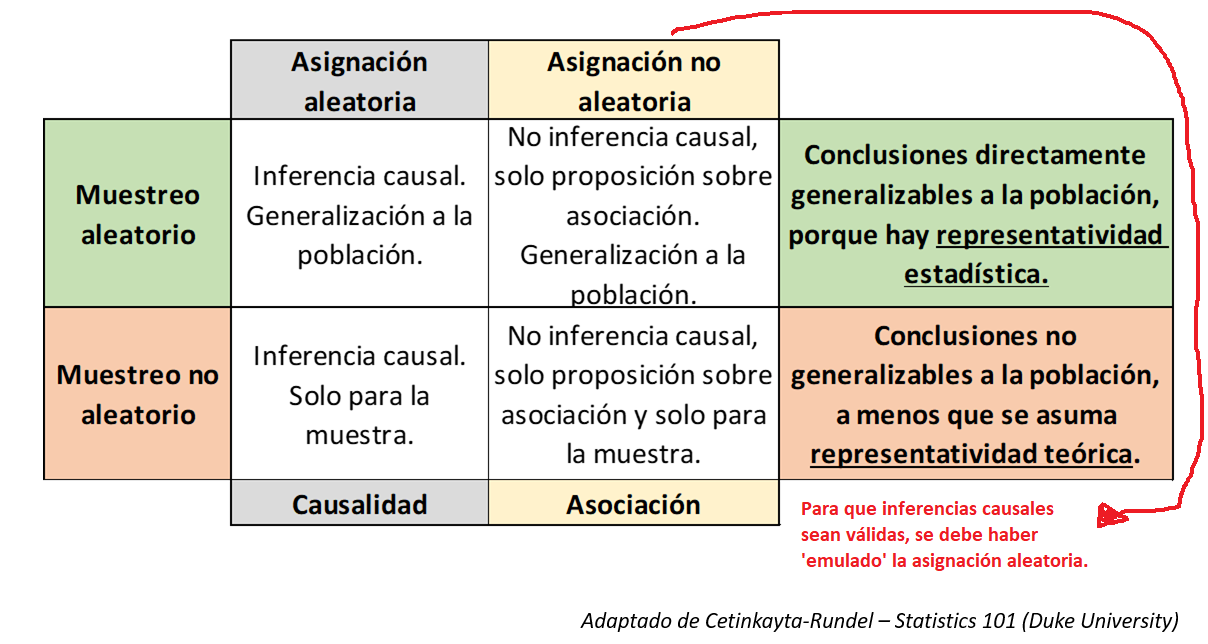 Asignación
aleatoria
Asignación no
aleatoria
Muestreo
aleatorio
Inferencia causal.
Generalización a la
población.
No inferencia causal,
solo proposición sobre
asociación.
Generalización a la
población.
Conclusiones directamente
generalizables a la población,
porque hay representatividad
estadística.
Muestreo no
aleatorio
Inferencia causal.
Solo para la
muestra.
No inferencia causal,
solo proposición sobre
asociación y solo para
la muestra.
Conclusiones no
generalizables a la población,
a menos que se asuma
representatividad teórica.
Causalidad
Asociación
Para que inferencias causales
sean válidas, se debe haber
'emulado' la asignación aleatoria.
Adaptado de Cetinkayta-Rundel – Statistics 101 (Duke University)